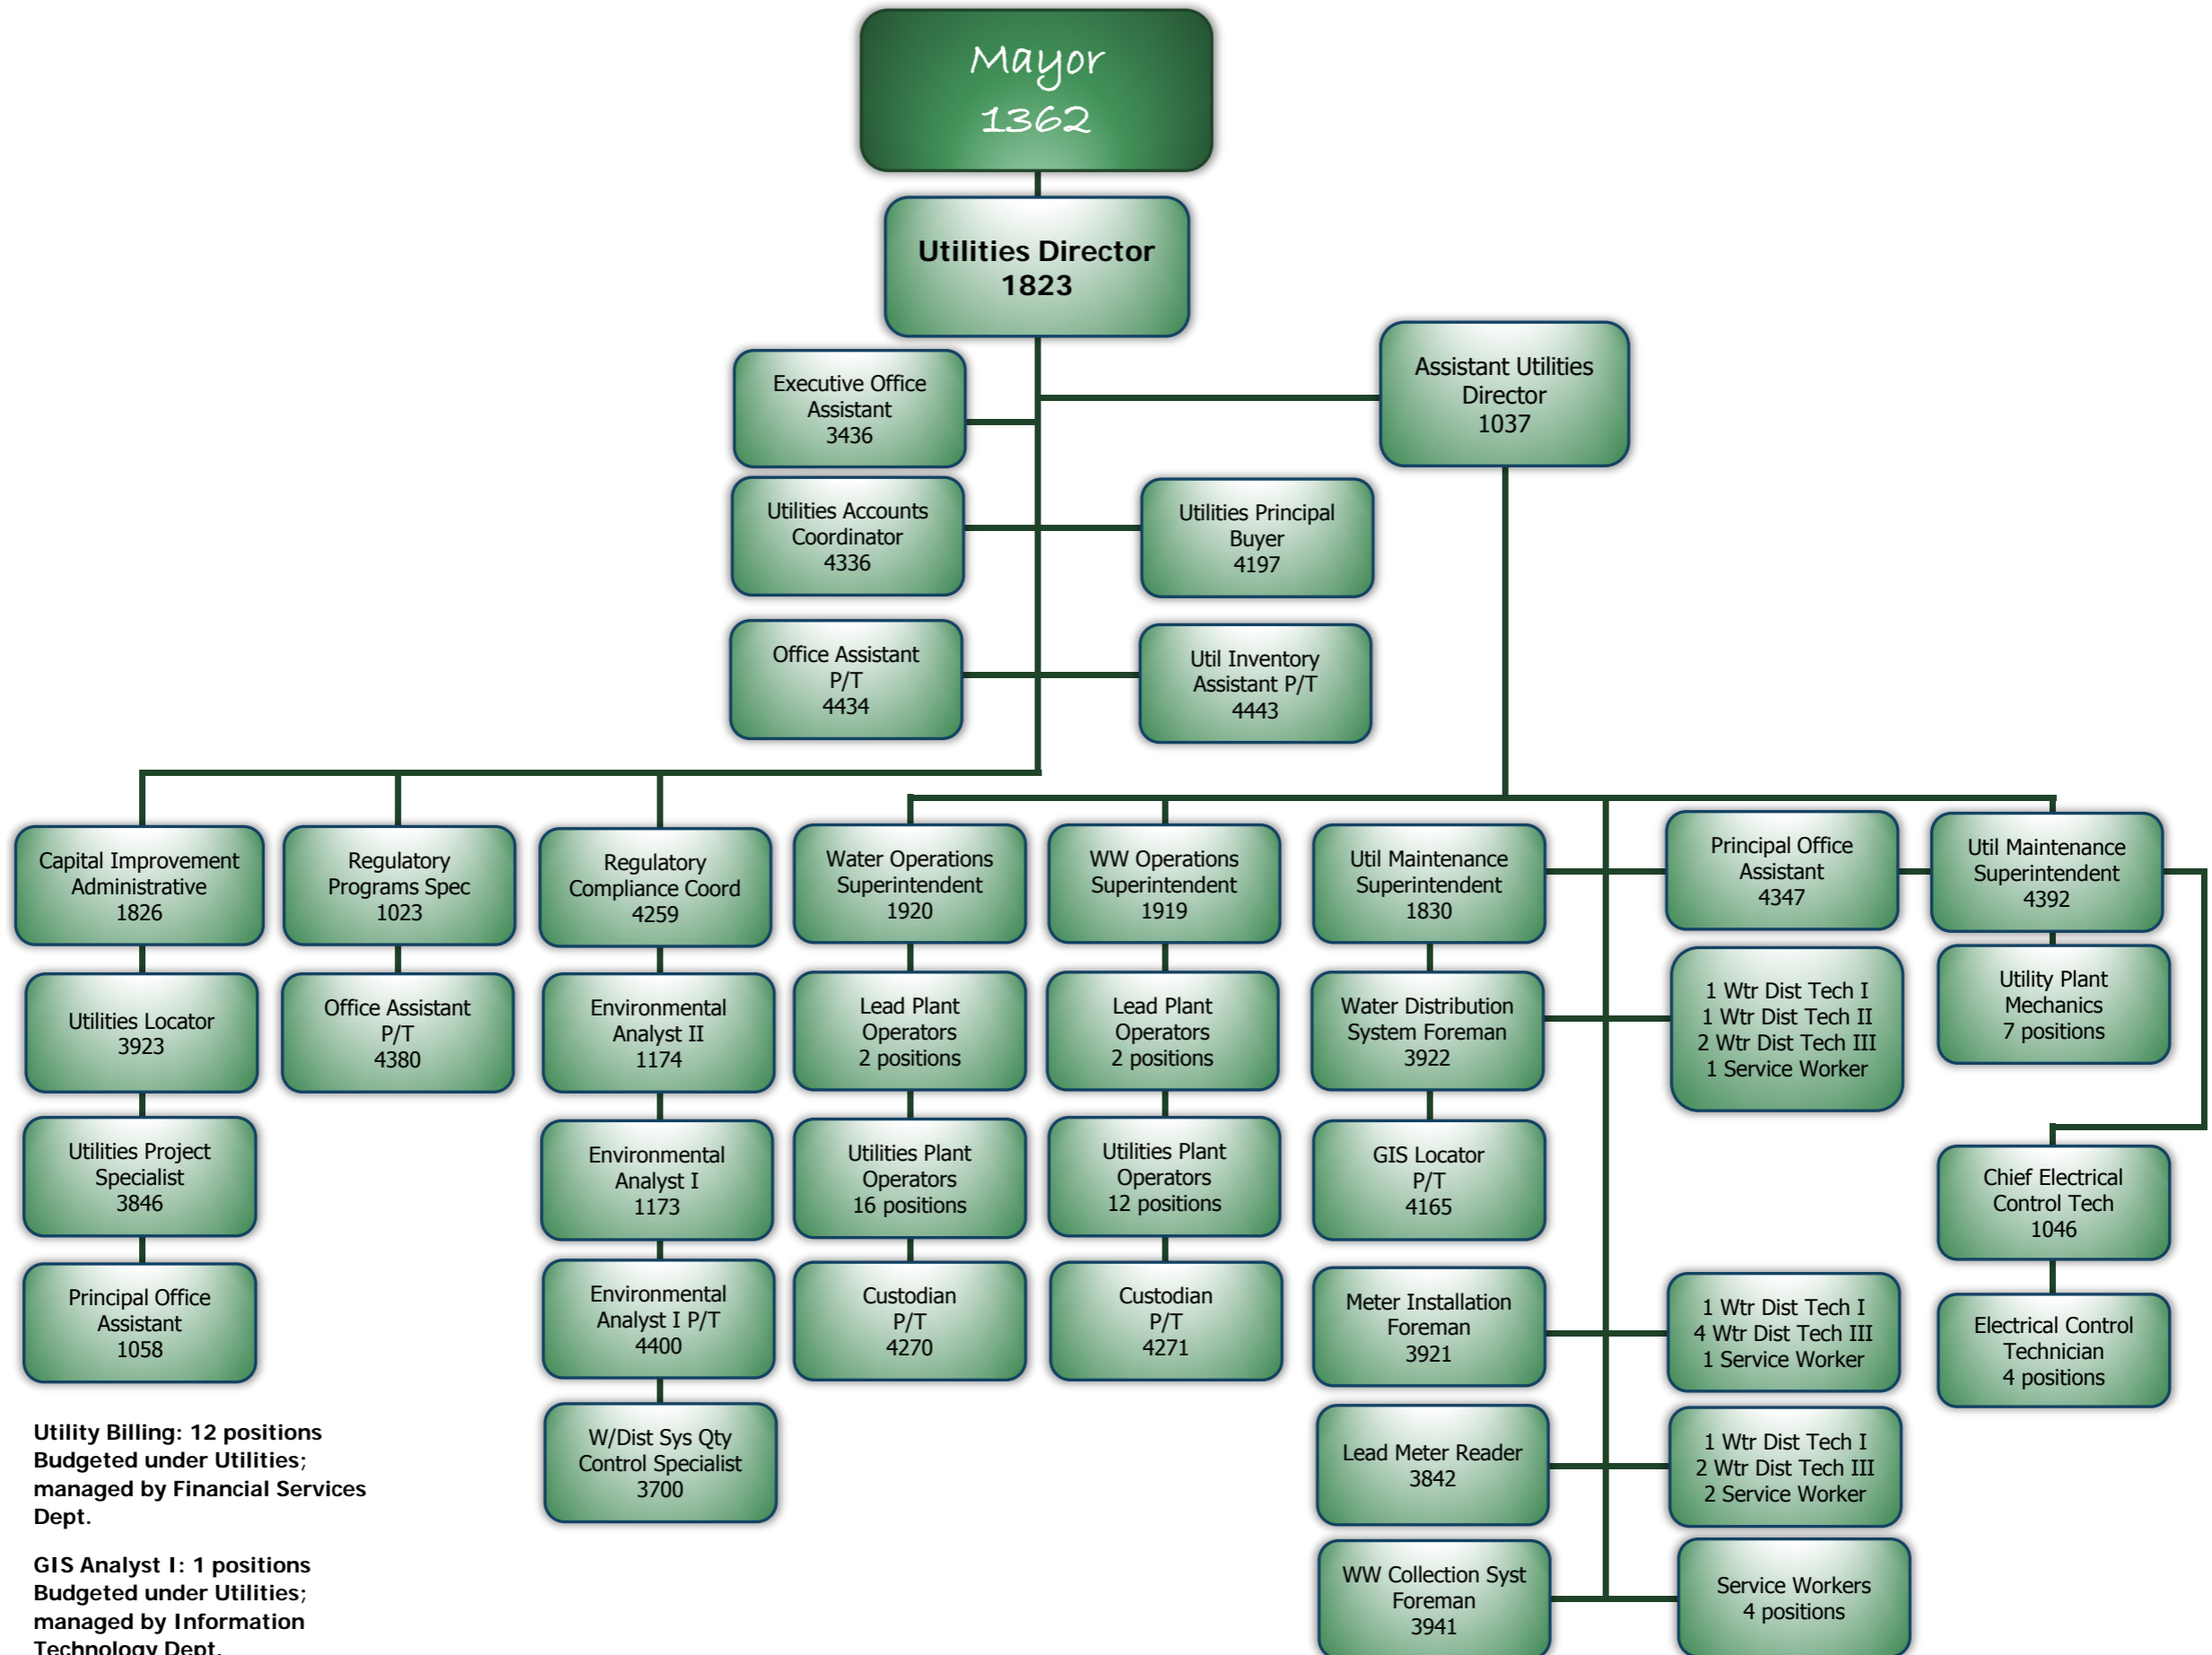 Mayor
1362
Utilities Director
1823
Executive Office
Assistant
3436
Assistant Utilities
Director
1037
Utilities Accounts
Coordinator
4336
Utilities Principal
Buyer
4197
Office Assistant
P/T
4434
Util Inventory
Assistant P/T
4443
Capital Improvement
Administrative
1826
Regulatory
Programs Spec
1023
Regulatory
Compliance Coord
4259
Water Operations
Superintendent
1920
WW Operations
Superintendent
1919
Util Maintenance
Superintendent
1830
Principal Office
Assistant
4347
Util Maintenance
Superintendent
4392
Utilities Locator
3923
Office Assistant
P/T
4380
Environmental
Analyst II
1174
Lead Plant
Operators
2 positions
Lead Plant
Operators
2 positions
Water Distribution
System Foreman
3922
1 Wtr Dist Tech I
1 Wtr Dist Tech II
2 Wtr Dist Tech III
1 Service Worker
Utility Plant
Mechanics
7 positions
Utilities Project
Specialist
3846
Environmental
Analyst I
1173
Utilities Plant
Operators
16 positions
Utilities Plant
Operators
12 positions
GIS Locator
P/T
4165
Chief Electrical
Control Tech
1046
Principal Office
Assistant
1058
Environmental
Analyst I P/T
4400
Custodian
P/T
4270
Custodian
P/T
4271
Meter Installation
Foreman
3921
1 Wtr Dist Tech I
4 Wtr Dist Tech III
1 Service Worker
Electrical Control
Technician
4 positions
W/Dist Sys Qty
Control Specialist
3700
Lead Meter Reader
3842
1 Wtr Dist Tech I
2 Wtr Dist Tech III
2 Service Worker
WW Collection Syst
Foreman
3941
Service Workers
4 positions
Utility Billing: 12 positions
Budgeted under Utilities;
managed by Financial Services
Dept.
GIS Analyst I: 1 positions
Budgeted under Utilities;
managed by Information
Technology Dept.